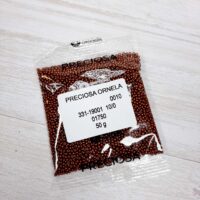 PRECIOSA ORNELA
0010
331-19001 10/0
01750
50 g
PRECIOSA